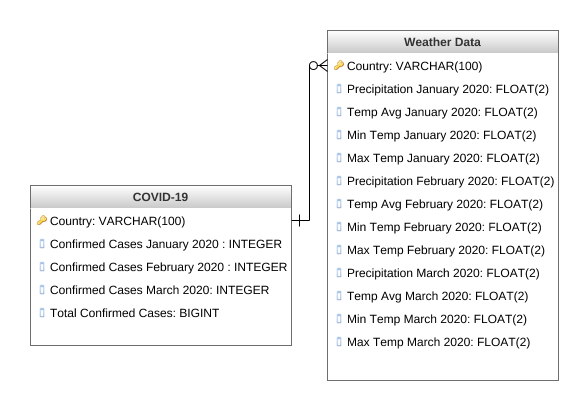 Weather Data
Country: VARCHAR(100)
Precipitation January 2020: FLOAT(2)
Temp Avg January 2020: FLOAT(2)
Min Temp January 2020: FLOAT(2)
Max Temp January 2020: FLOAT(2)
Precipitation February 2020: FLOAT(2)
Temp Avg February 2020: FLOAT(2)
Min Temp February 2020: FLOAT(2)
Max Temp February 2020: FLOAT(2)
Precipitation March 2020: FLOAT(2)
Temp Avg March 2020: FLOAT(2)
Min Temp March 2020: FLOAT(2)
Max Temp March 2020: FLOAT(2)
COVID-19
Country: VARCHAR(100)
Confirmed Cases January 2020 : INTEGER
Confirmed Cases February 2020 : INTEGER
Confirmed Cases March 2020: INTEGER
Total Confirmed Cases: BIGINT